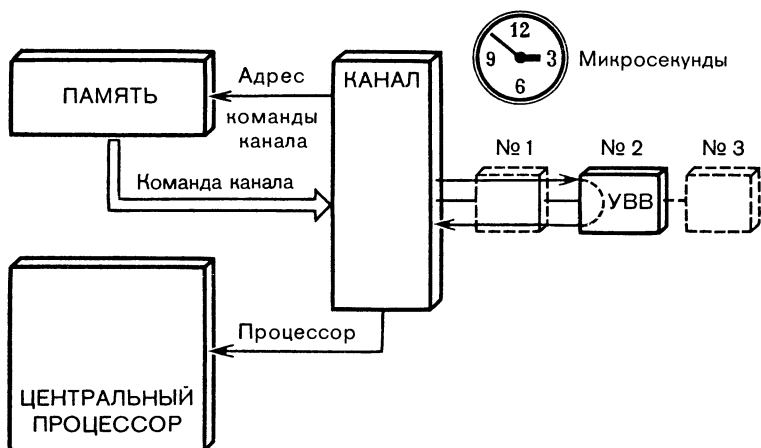 ПАМЯТЬ
Адрес
команды
канала
КАНАЛ
12
9
3
6
Микросекунды
№ 1
№ 2
№ 3
Команда канала
УВВ
Процессор
ЦЕНТРАЛЬНЫЙ
ПРОЦЕССОР